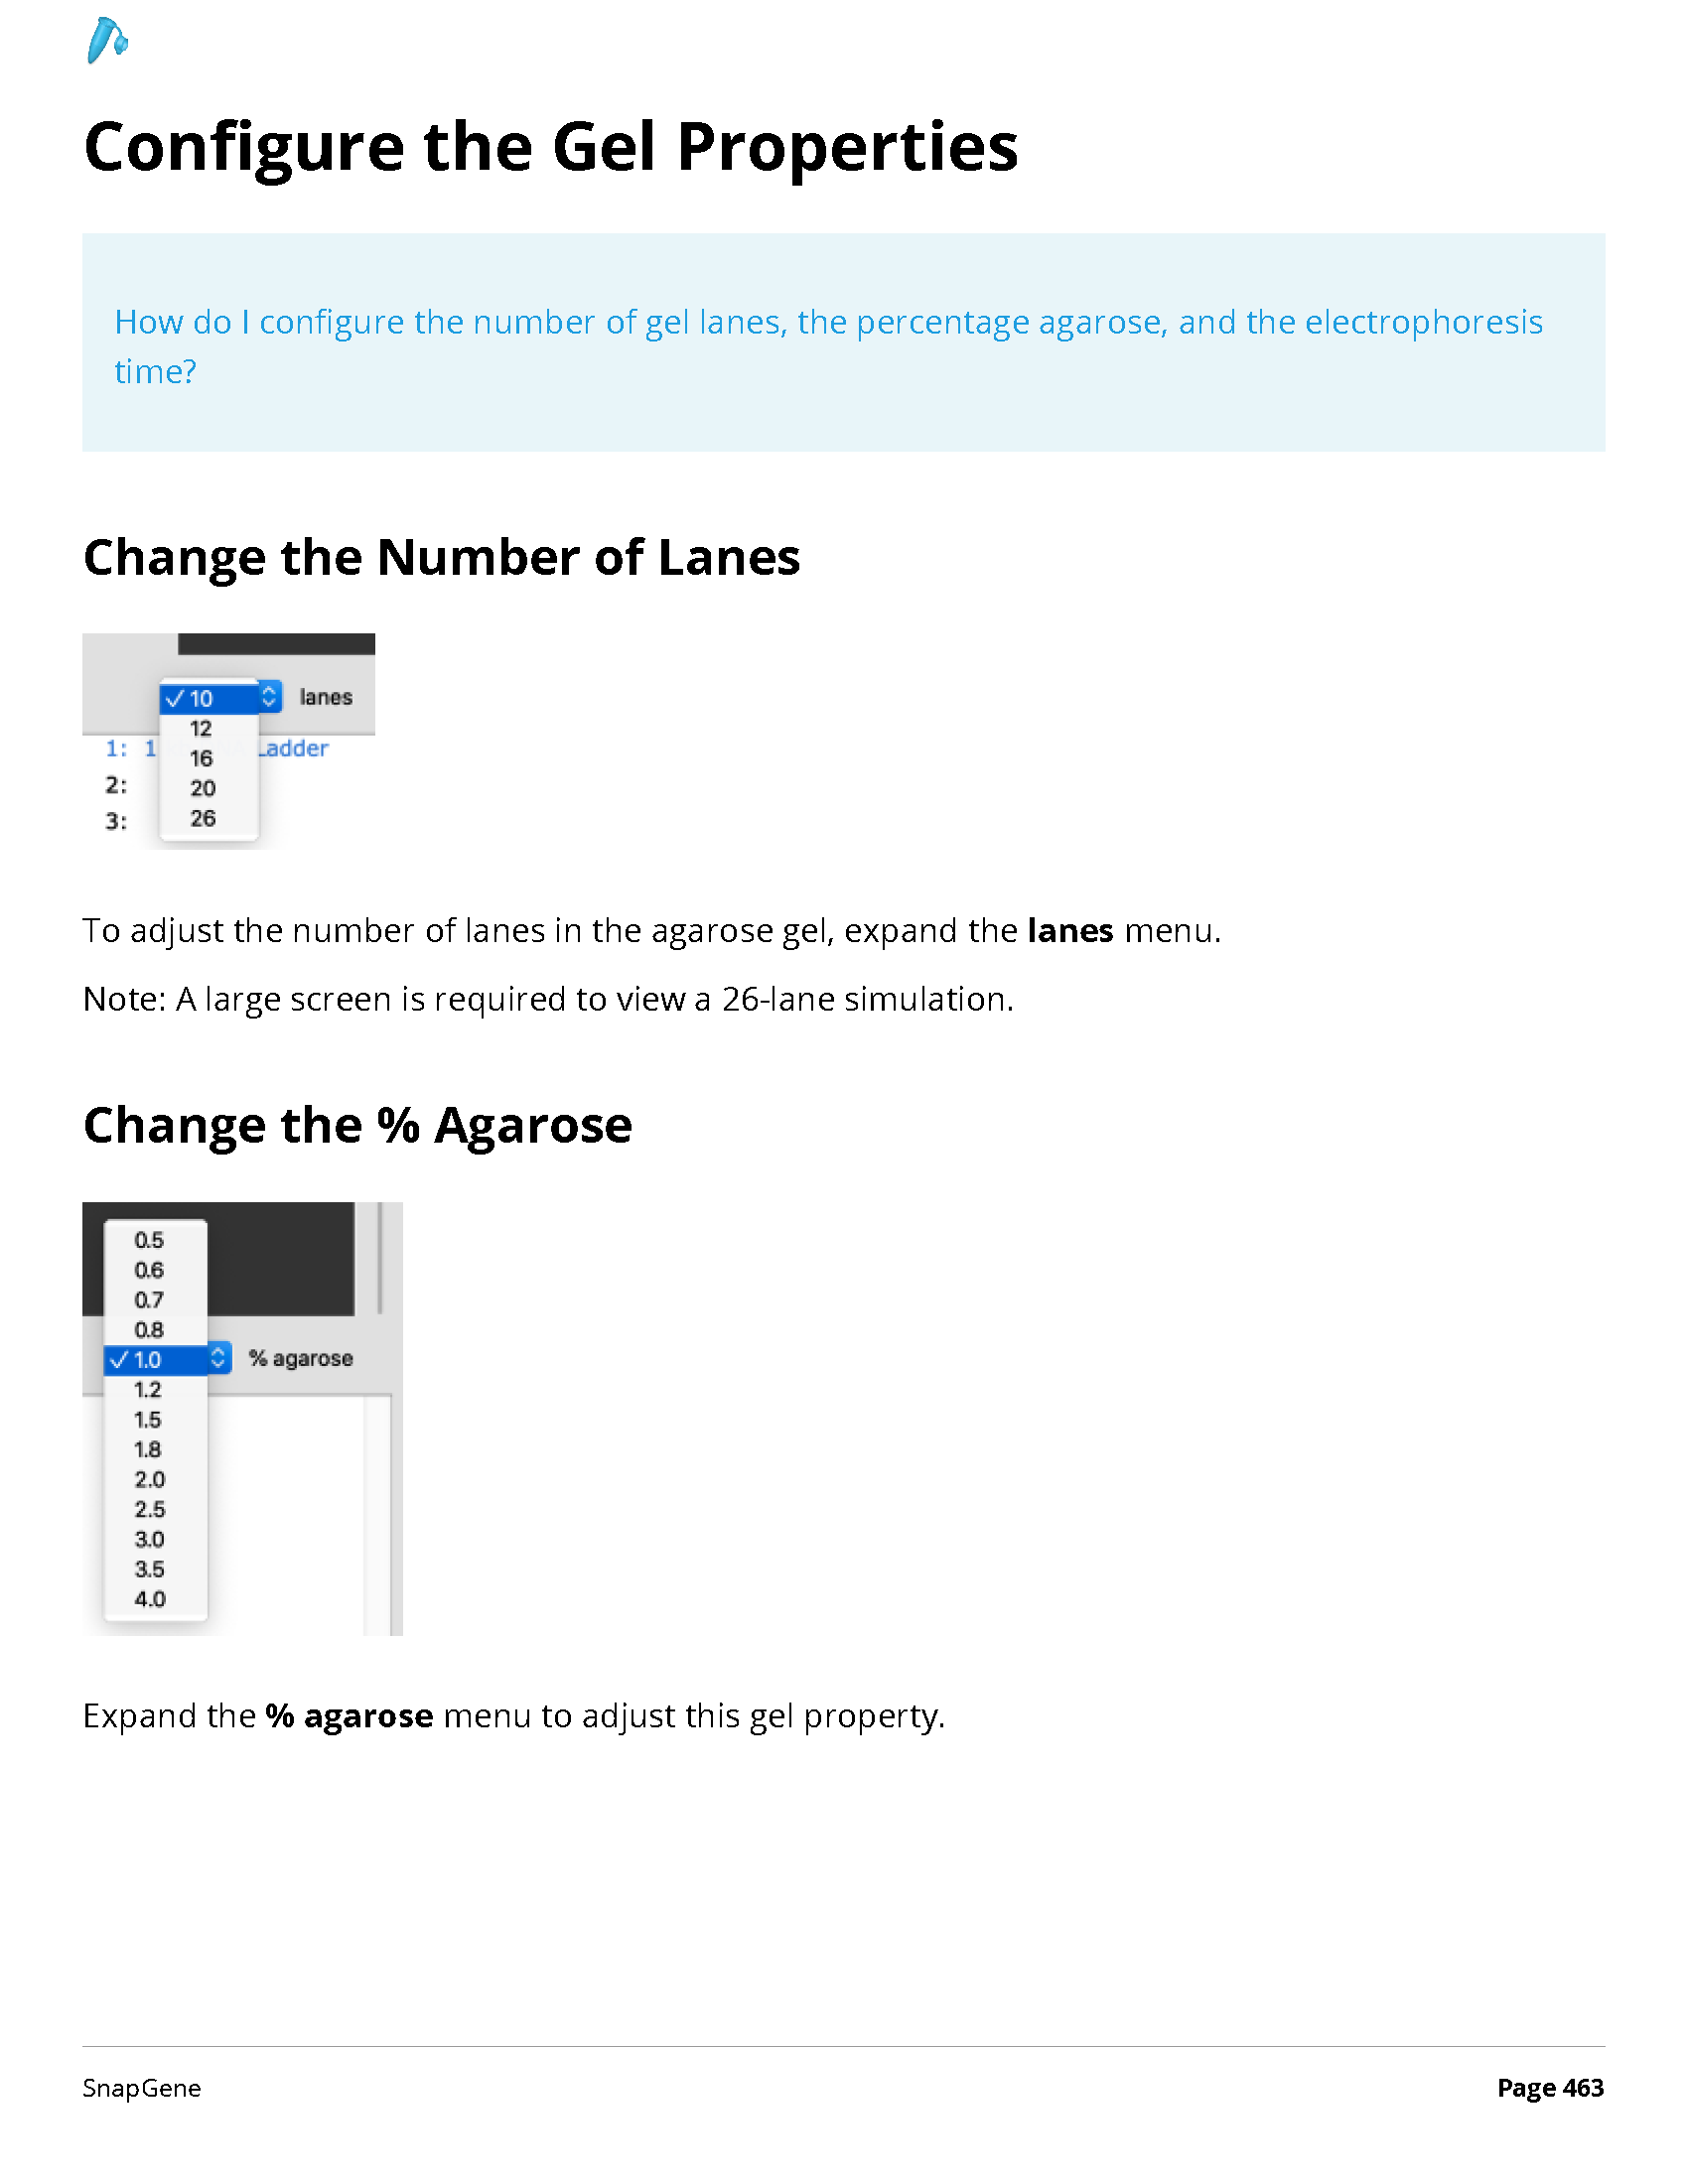 Configure the Gel Properties
How do I configure the number of gel lanes, the percentage agarose, and the electrophoresis
time?
Change the Number of Lanes
10 lanes
12
1: 1 Ladder
16
2:
20
3:
26
To adjust the number of lanes in the agarose gel, expand the lanes menu.
Note: A large screen is required to view a 26-lane simulation.
Change the % Agarose
0.5
0.6
0.7
0.8
1.0 % agarose
1.2
1.5
1.8
2.0
2.5
3.0
3.5
4.0
Expand the % agarose menu to adjust this gel property.
SnapGene Page 463